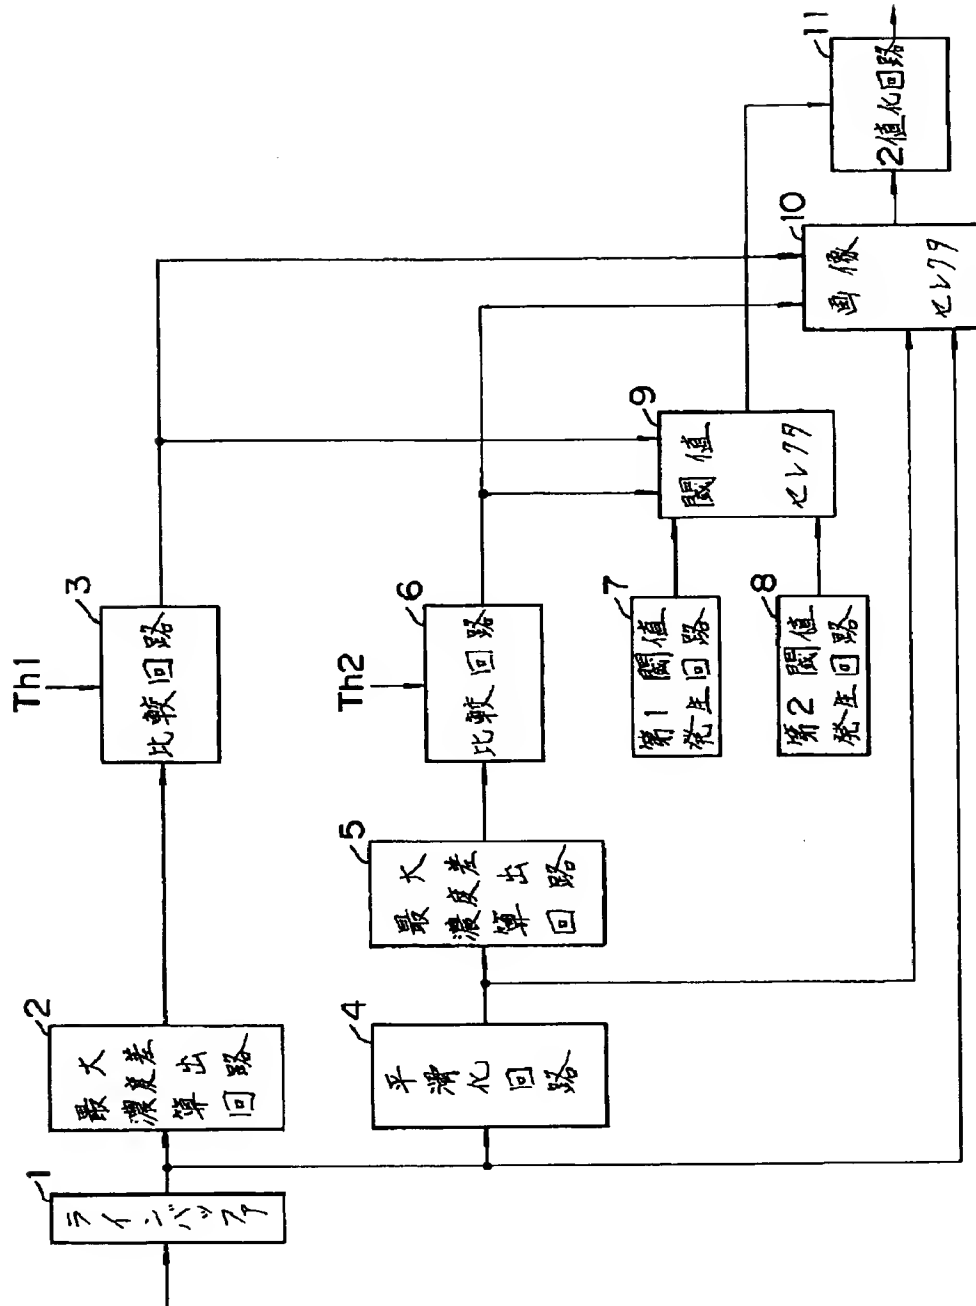 1
ラインバッファ
2
最大
濃度差
算出
回路
Th1
3
比較回路
4
平滑化
回路
5
最大
濃度差
算出
回路
Th2
6
比較回路
7
第1閾値
発生回路
8
第2閾値
発生回路
9
閾値
セレクタ
10
画像
セレクタ
11
2値化回路